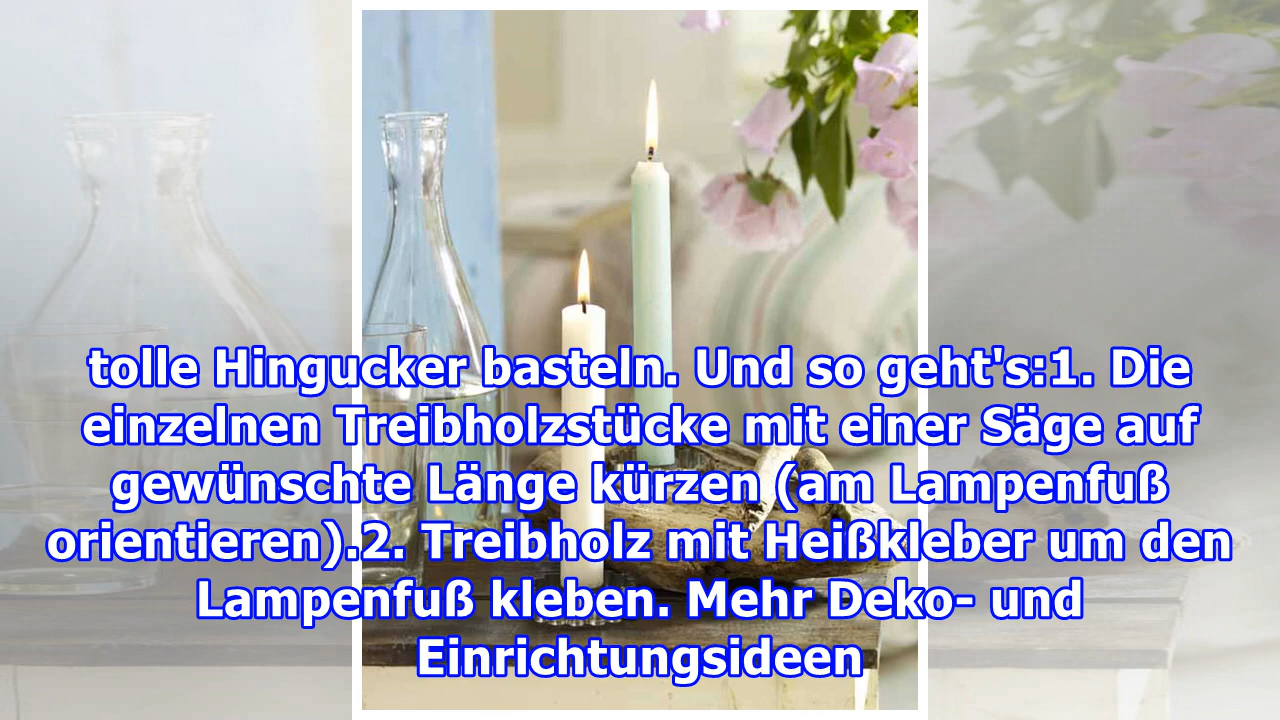 tolle Hingucker basteln. Und so geht's:1. Die
einzelnen Treibholzstücke mit einer Säge auf
gewünschte Länge kürzen (am Lampenfuß
orientieren).2. Treibholz mit Heißkleber um den
Lampenfuß kleben. Mehr Deko- und
Einrichtungsideen